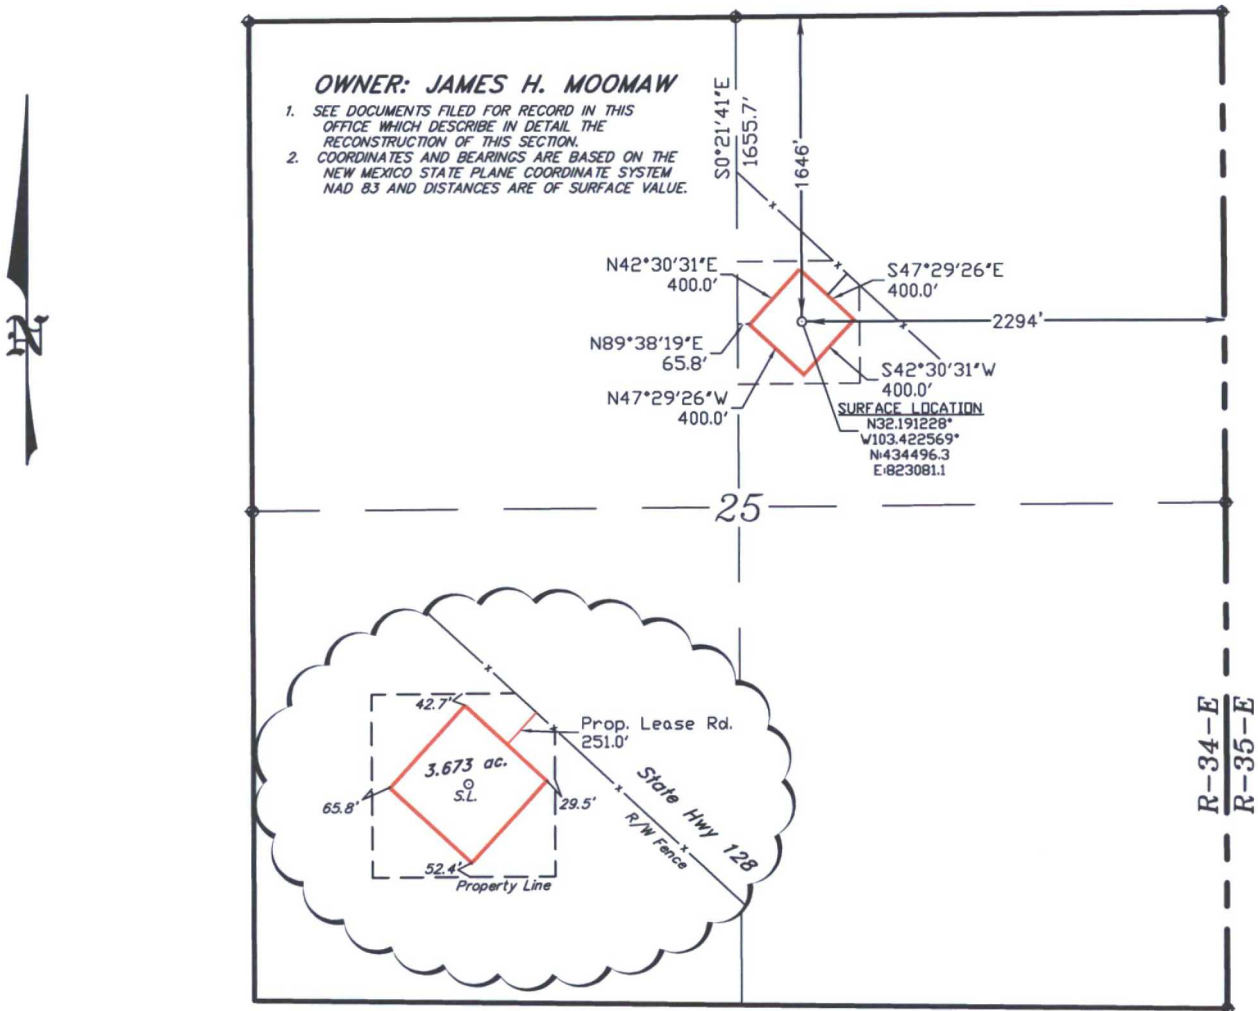 OWNER: JAMES H. MOOMAW
1. SEE DOCUMENTS FILED FOR RECORD IN THIS
OFFICE WHICH DESCRIBE IN DETAIL THE
RECONSTRUCTION OF THIS SECTION.
2. COORDINATES AND BEARINGS ARE BASED ON THE
NEW MEXICO STATE PLANE COORDINATE SYSTEM
NAD 83 AND DISTANCES ARE OF SURFACE VALUE.
S0°21'41"E
1655.7'
1646'
N
N42°30'31"E
400.0'
S47°29'26"E
400.0'
2294'
N89°38'19"E
65.8'
S42°30'31"W
400.0'
N47°29'26"W
400.0'
SURFACE LOCATION
N32.191228°
W103.422569°
N:434496.3
E:823081.1
25
42.7'
Prop. Lease Rd.
251.0'
3.673 ac.
S.L.
65.8'
29.5'
State Hwy 128
R/W Fence
52.4'
Property Line
R-34-E
R-35-E